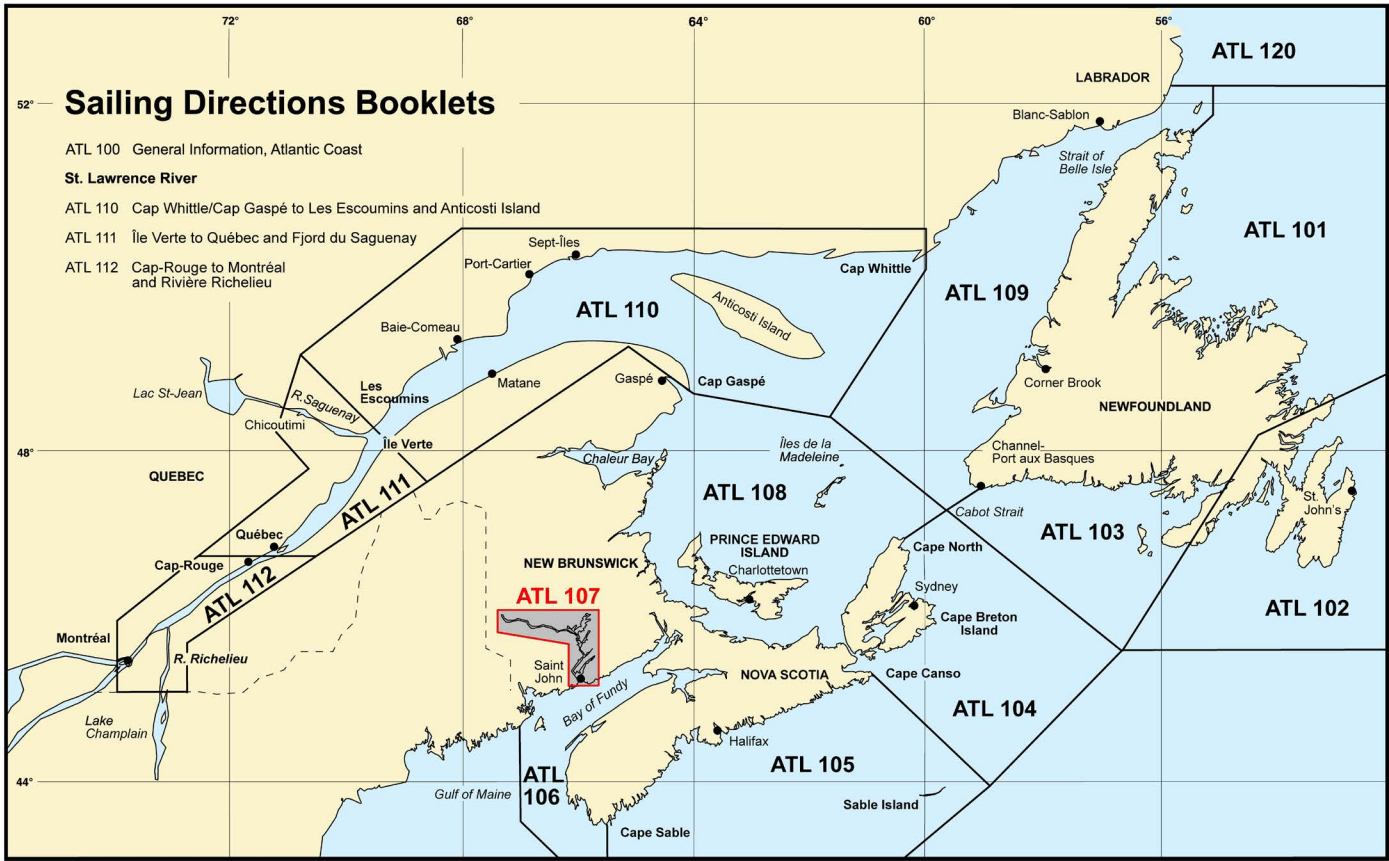 72°
68°
64°
60°
56°
ATL 120
LABRADOR
52°
Sailing Directions Booklets
Blanc-Sablon
ATL 100 General Information, Atlantic Coast
Strait of
Belle Isle
St. Lawrence River
ATL 110 Cap Whittle/Cap Gaspé to Les Escoumins and Anticosti Island
ATL 111 Île Verte to Québec and Fjord du Saguenay
ATL 112 Cap-Rouge to Montréal
and Rivière Richelieu
ATL 101
Sept-Îles
Port-Cartier
Cap Whittle
ATL 109
ATL 110
Anticosti Island
Baie-Comeau
Matane
Gaspé
Cap Gaspé
Corner Brook
Lac St-Jean
R.Saguenay
Les
Escoumins
Chicoutimi
NEWFOUNDLAND
Île Verte
48°
Îles de la
Madeleine
Channel-
Port aux Basques
Chaleur Bay
QUEBEC
ATL 111
ATL 108
St.
John's
Cabot Strait
Québec
ATL 103
PRINCE EDWARD
ISLAND
Cape North
Cap-Rouge
NEW BRUNSWICK
Charlottetown
ATL 112
ATL 107
Sydney
ATL 102
Cape Breton
Island
Montréal
R. Richelieu
Saint
John
NOVA SCOTIA
Cape Canso
Bay of Fundy
ATL 104
Lake
Champlain
Halifax
ATL 105
44°
ATL
106
Gulf of Maine
Sable Island
Cape Sable